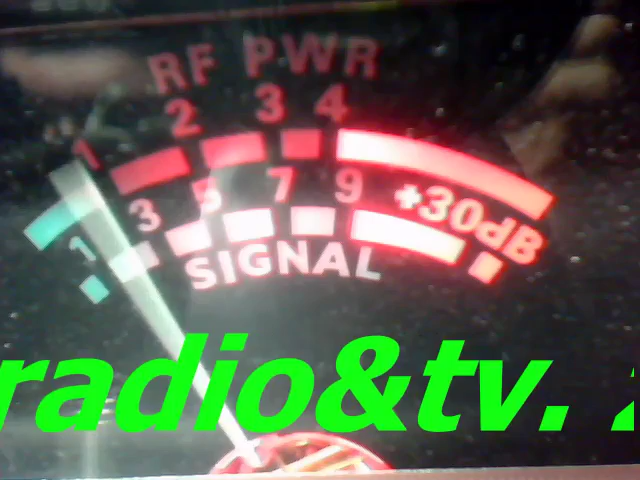 RF PWR
1 2 3 4
1 3 5 7 9 +30dB
SIGNAL
radio&tv.